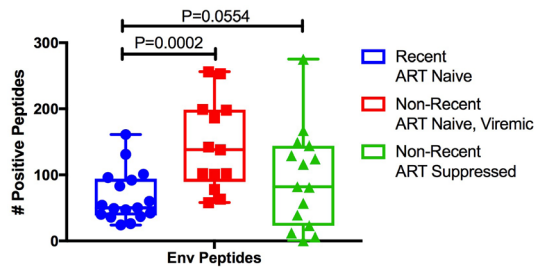 P=0.0554
P=0.0002
300
200
100
0
# Positive Peptides
Env Peptides
Recent
ART Naive
Non-Recent
ART Naive, Viremic
Non-Recent
ART Suppressed